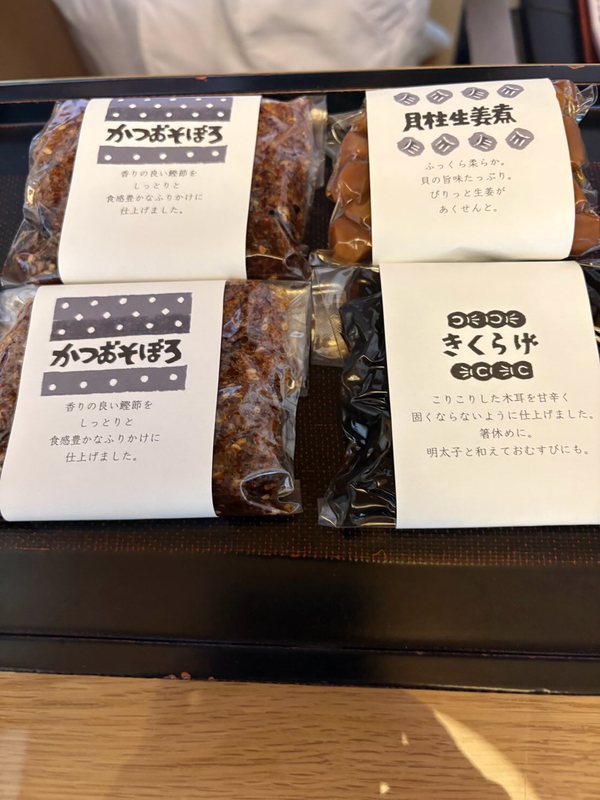 かつおそぼろ
香りの良い鰹節を
しっとりと
食感豊かなふりかけに
仕上げました。
貝柱生姜煮
ふっくら柔らか。
貝の旨味たっぷり。
ぴりっと生姜が
あくせんと。
かつおそぼろ
香りの良い鰹節を
しっとりと
食感豊かなふりかけに
仕上げました。
きくらげ
こりこりした木耳を甘辛く
固くならないように仕上げました。
箸休めに。
明太子と和えておむすびにも。